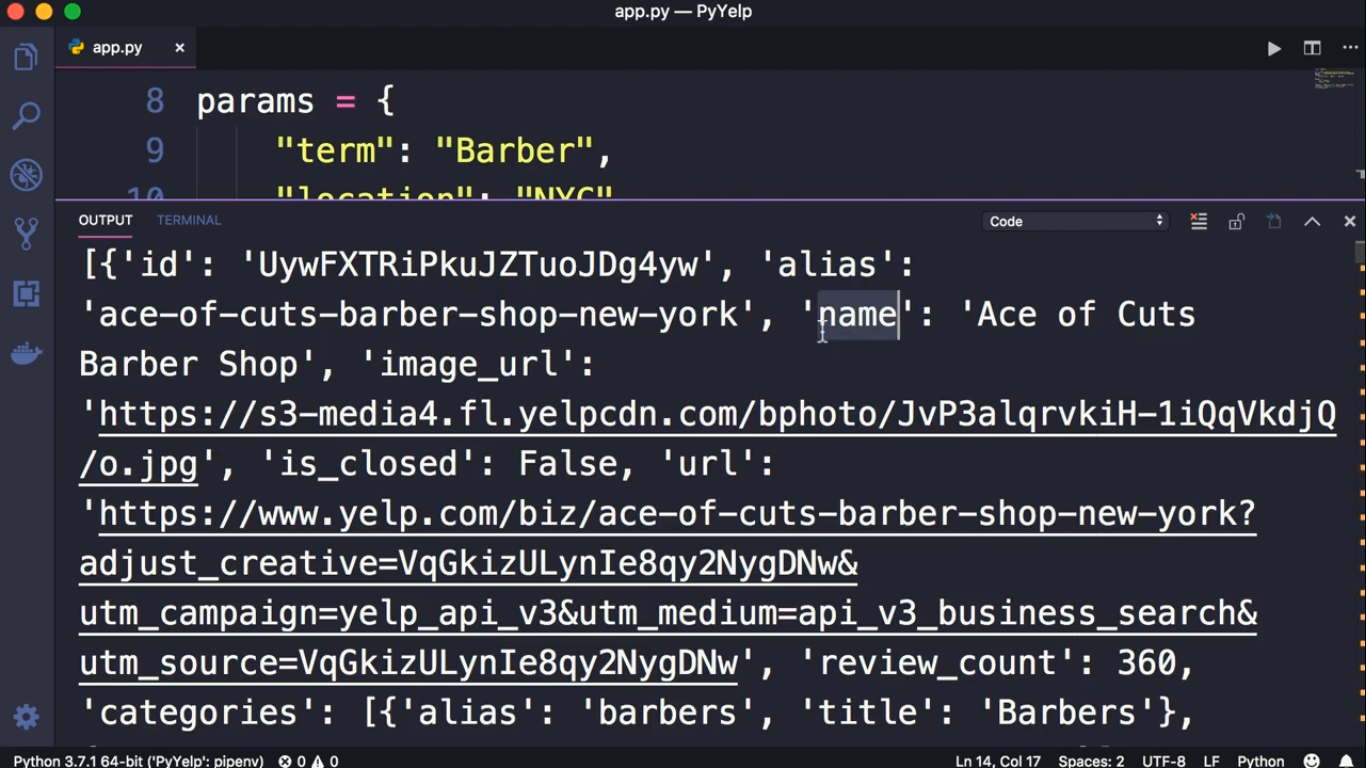 app.py — PyYelp
app.py
8 params = {
9 "term": "Barber",
10 "location": "NYC"
OUTPUT TERMINAL Code
[{'id': 'UywFXTRiPkuJZTuoJDg4yw', 'alias':
'ace-of-cuts-barber-shop-new-york', 'name': 'Ace of Cuts
Barber Shop', 'image_url':
'https://s3-media4.fl.yelpcdn.com/bphoto/JvP3alqrvkiH-1iQqVkdjQ
/o.jpg', 'is_closed': False, 'url':
'https://www.yelp.com/biz/ace-of-cuts-barber-shop-new-york?
adjust_creative=VqGkizULynIe8qy2NygDNw&
utm_campaign=yelp_api_v3&utm_medium=api_v3_business_search&
utm_source=VqGkizULynIe8qy2NygDNw', 'review_count': 360,
'categories': [{'alias': 'barbers', 'title': 'Barbers'},
Python 3.7.1 64-bit ('PyYelp': pipenv) 0 0 Ln 14, Col 17 Spaces: 2 UTF-8 LF Python